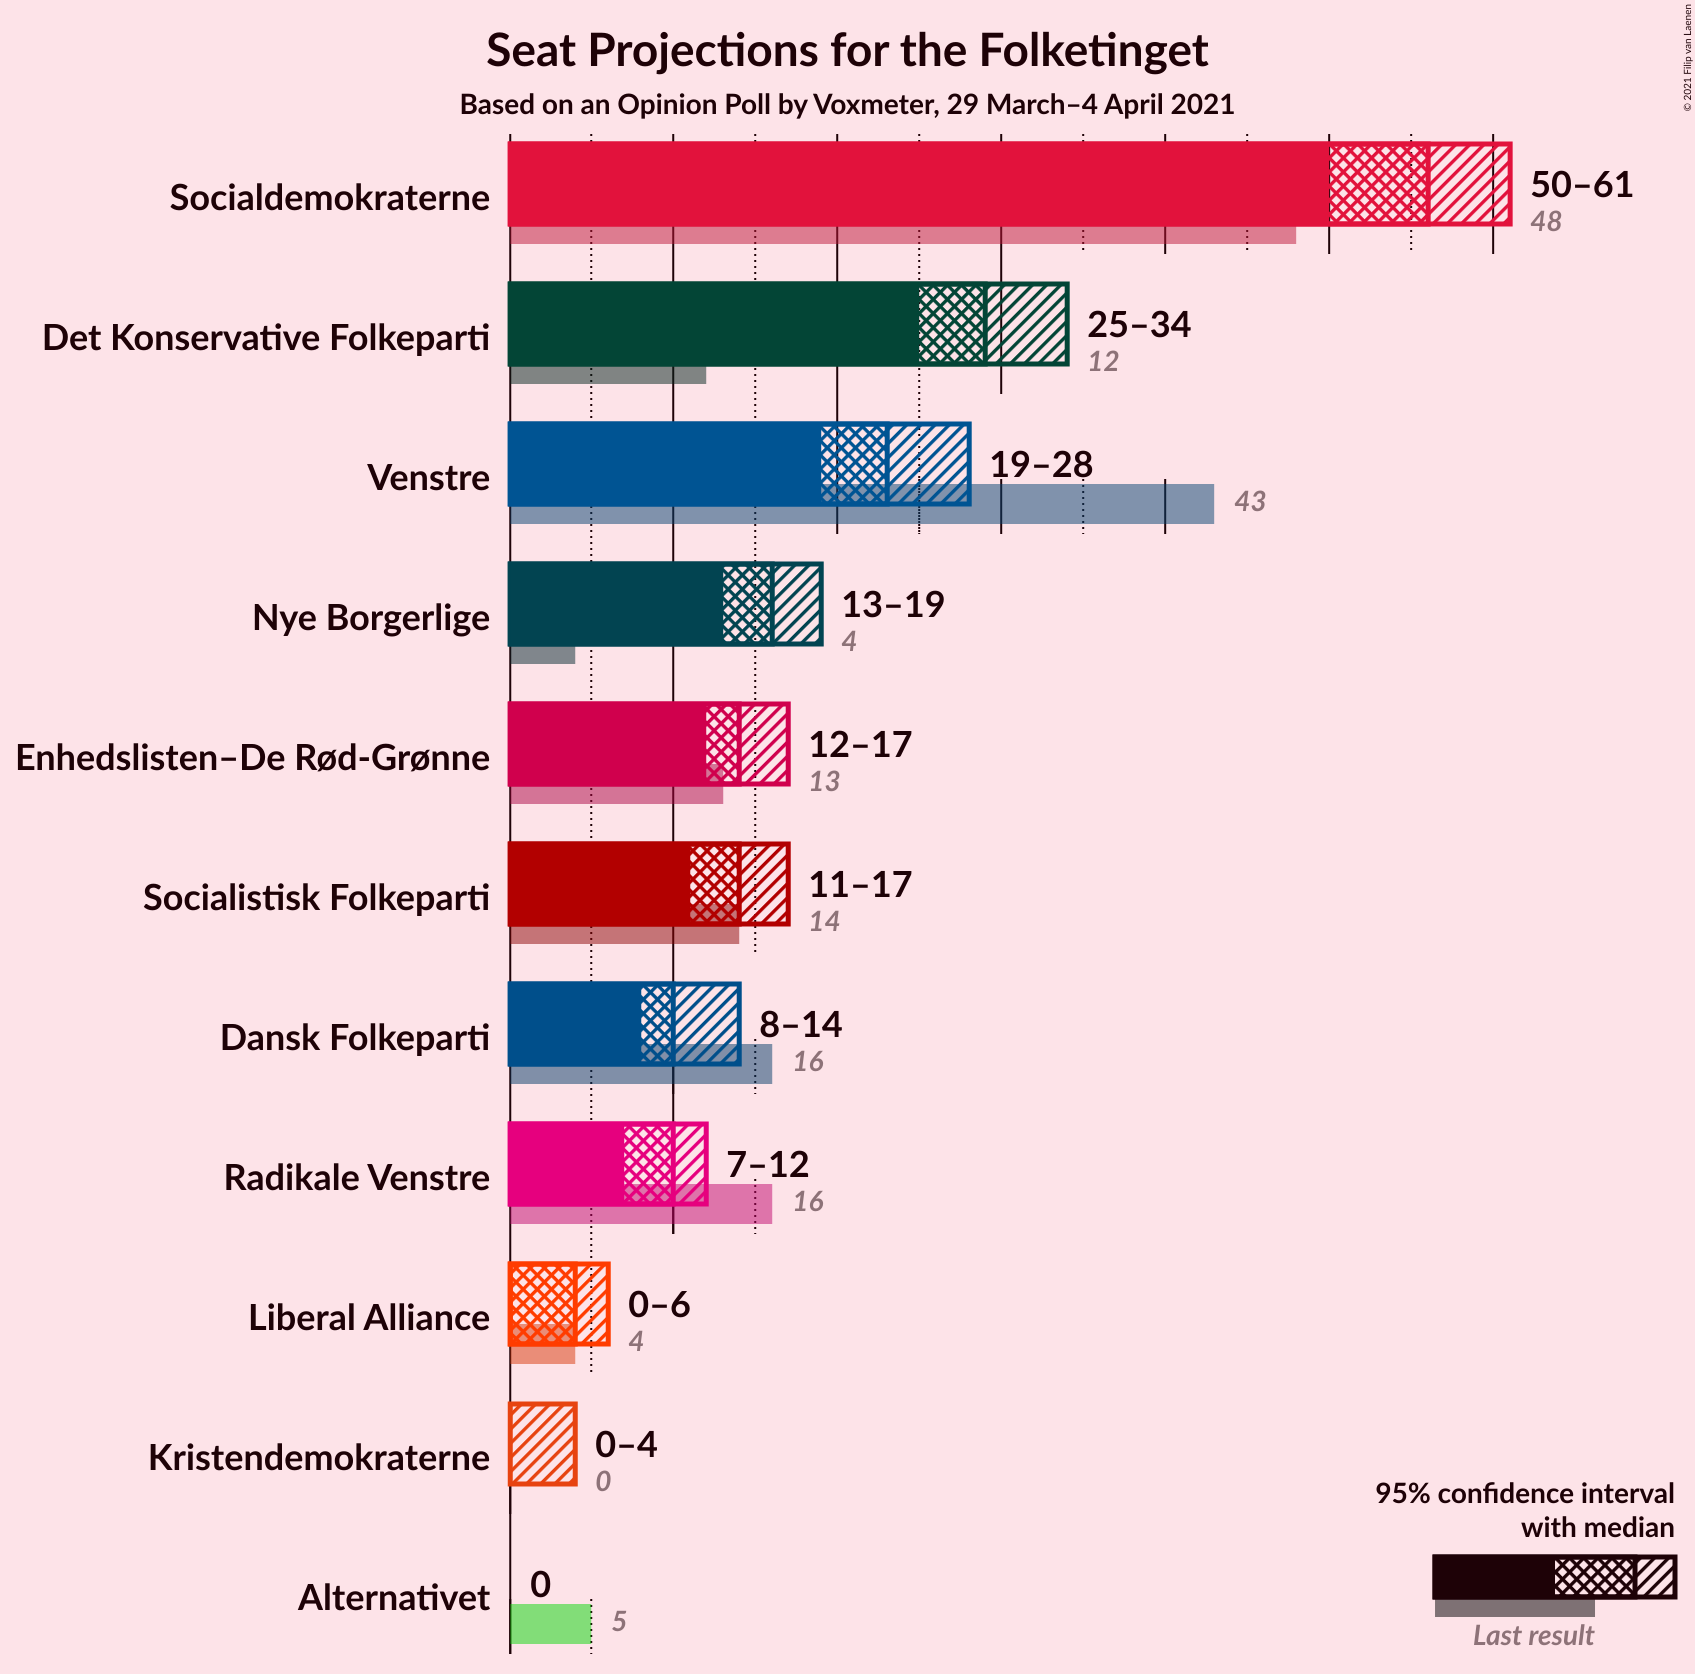 Seat Projections for the Folketinget
Based on an Opinion Poll by Voxmeter, 29 March–4 April 2021
© 2021 Filip van Laenen
Socialdemokraterne
50–61
48
Det Konservative Folkeparti
25–34
12
Venstre
19–28
43
Nye Borgerlige
13–19
4
Enhedslisten–De Rød-Grønne
12–17
13
Socialistisk Folkeparti
11–17
14
Dansk Folkeparti
8–14
16
Radikale Venstre
7–12
16
Liberal Alliance
0–6
4
Kristendemokraterne
0–4
0
Alternativet
0
5
95% confidence interval
with median
Last result